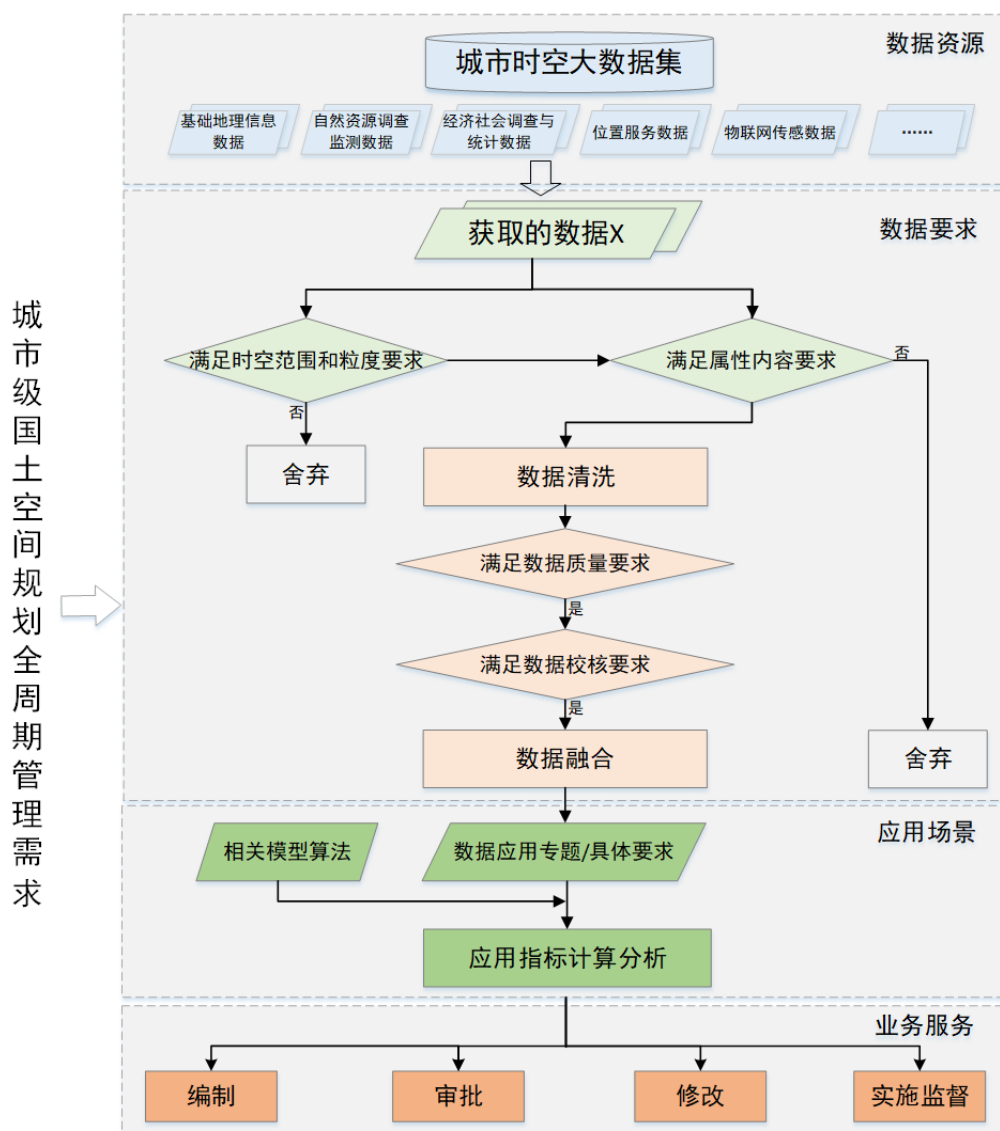 数据资源
城市时空大数据集
基础地理信息
数据
自然资源调查
监测数据
经济社会调查与
统计数据
位置服务数据
物联网传感数据
……
数据要求
获取的数据X
满足时空范围和粒度要求
满足属性内容要求
否
否
舍弃
数据清洗
满足数据质量要求
是
满足数据校核要求
是
数据融合
舍弃
城市级国土空间规划全周期管理需求
应用场景
相关模型算法
数据应用专题/具体要求
应用指标计算分析
业务服务
编制
审批
修改
实施监督